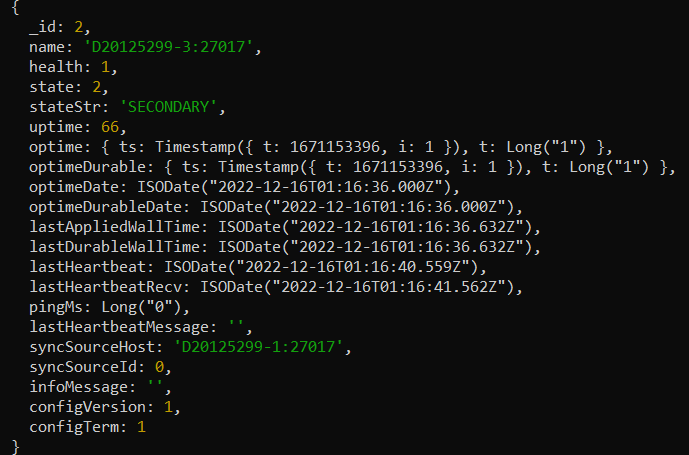 {
  _id: 2,
  name: 'D20125299-3:27017',
  health: 1,
  state: 2,
  stateStr: 'SECONDARY',
  uptime: 66,
  optime: { ts: Timestamp({ t: 1671153396, i: 1 }), t: Long("1") },
  optimeDurable: { ts: Timestamp({ t: 1671153396, i: 1 }), t: Long("1") },
  optimeDate: ISODate("2022-12-16T01:16:36.000Z"),
  optimeDurableDate: ISODate("2022-12-16T01:16:36.000Z"),
  lastAppliedWallTime: ISODate("2022-12-16T01:16:36.632Z"),
  lastDurableWallTime: ISODate("2022-12-16T01:16:36.632Z"),
  lastHeartbeat: ISODate("2022-12-16T01:16:40.559Z"),
  lastHeartbeatRecv: ISODate("2022-12-16T01:16:41.562Z"),
  pingMs: Long("0"),
  lastHeartbeatMessage: '',
  syncSourceHost: 'D20125299-1:27017',
  syncSourceId: 0,
  infoMessage: '',
  configVersion: 1,
  configTerm: 1
}